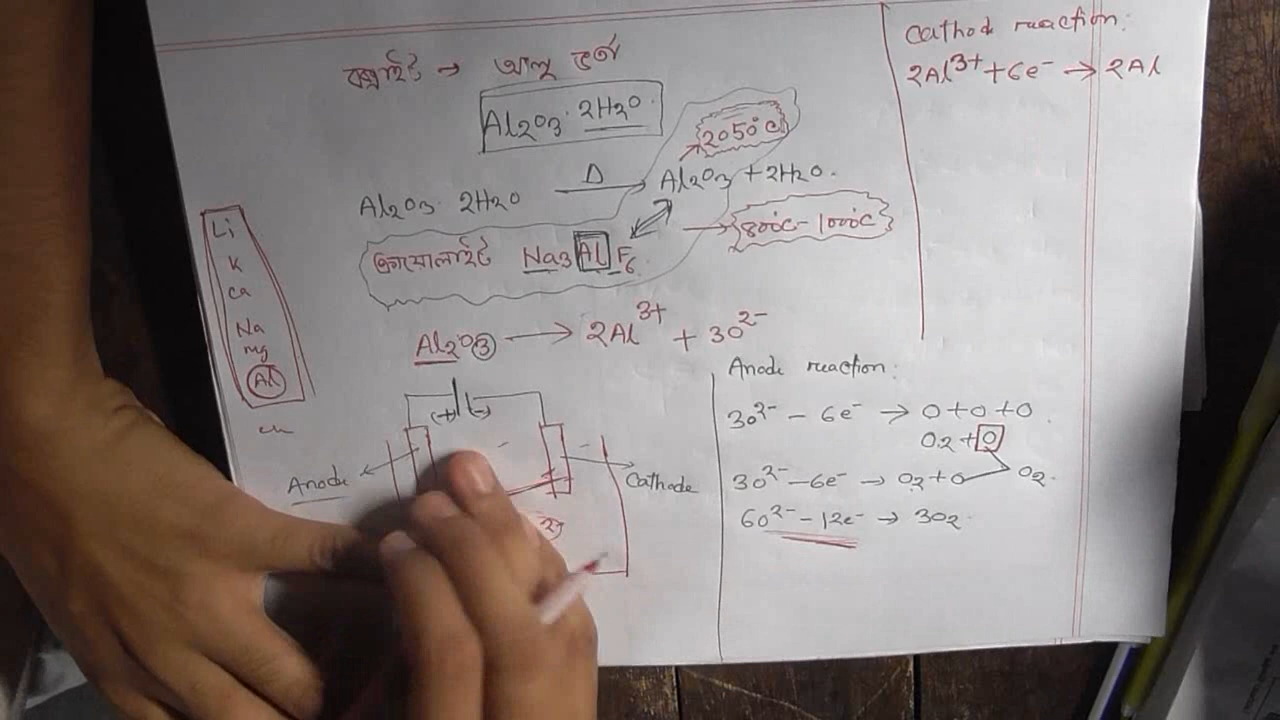 বক্সাইট → আলু ভর্তা
Al2O3. 2H2O.
2050°C
Al2O3. 2H2O Δ→ Al2O3 + 2H2O.
ক্রায়োলাইট Na3AlF6. → 800°C - 1000°C
Al2O3 → 2Al³⁺ + 3O²⁻
Li
K
Ca
Na
mg
Al
(+) (-)
Anode
Cathode
Cathod reaction:
2Al³⁺ + 6e⁻ → 2Al
Anode reaction:
3O²⁻ - 6e⁻ → O + O + O
O2 + O
3O²⁻ - 6e⁻ → O2 + O O2.
6O²⁻ - 12e⁻ → 3O2.